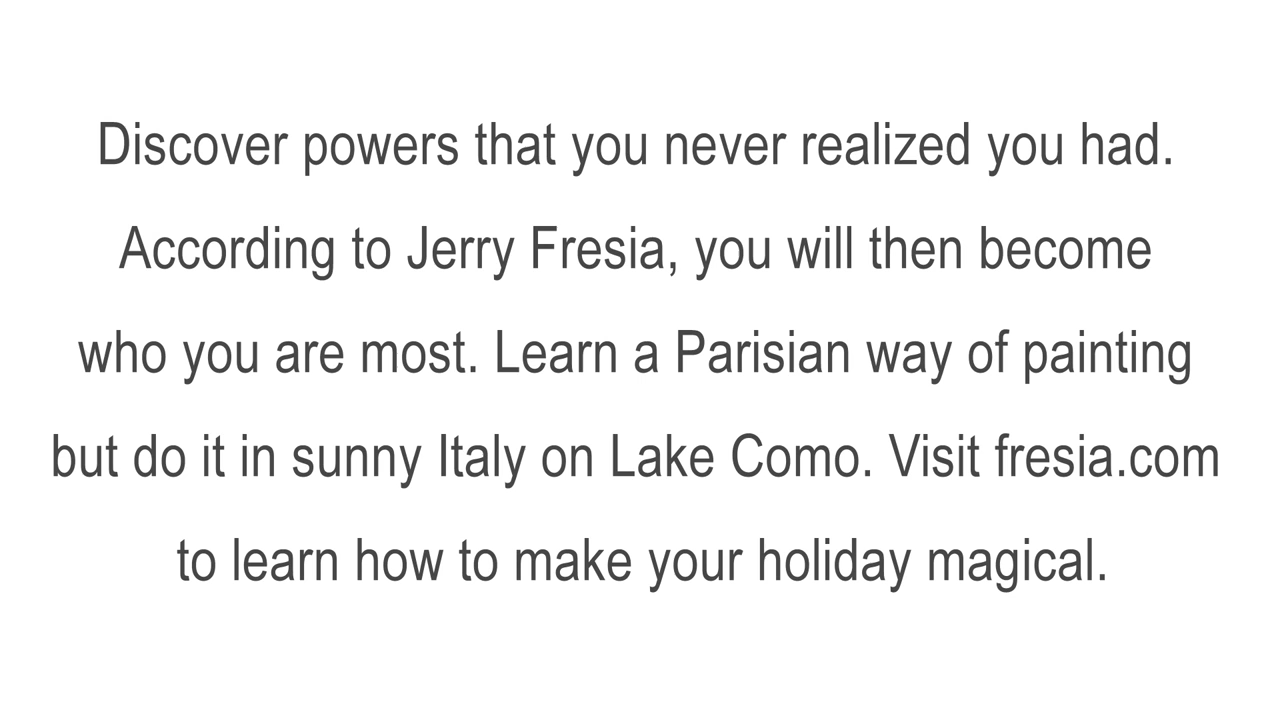 Discover powers that you never realized you had.
According to Jerry Fresia, you will then become
who you are most. Learn a Parisian way of painting
but do it in sunny Italy on Lake Como. Visit fresia.com
to learn how to make your holiday magical.